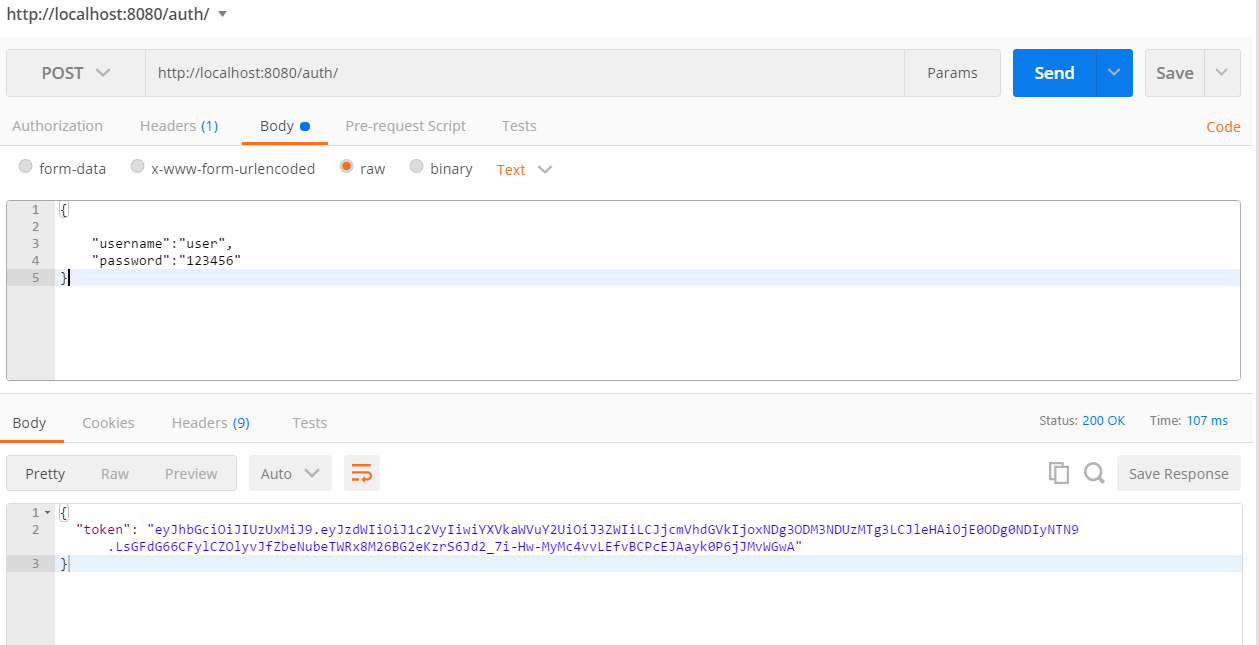 http://localhost:8080/auth/
POST http://localhost:8080/auth/ Params Send Save
Authorization Headers (1) Body Pre-request Script Tests Code
form-data x-www-form-urlencoded raw binary Text
1 {
2
3 "username":"user",
4 "password":"123456"
5 }
Body Cookies Headers (9) Tests Status: 200 OK Time: 107 ms
Pretty Raw Preview Auto Save Response
1 {
2 "token": "eyJhbGciOiJIUzUxMiJ9.eyJzdWIiOiJ1c2VyIiwiYXVkaWVuY2UiOiJ3ZWIiLCJjcmVhdGVkIjoxNDg3ODM3NDUzMTg3LCJleHAiOjE0ODg0NDIyNTN9
.LsGFdG66CFylCZOlyvJfZbeNubeTWRx8M26BG2eKzrS6Jd2_7i-Hw-MyMc4vvLEfvBCPcEJAayk0P6jJMvWGwA"
3 }